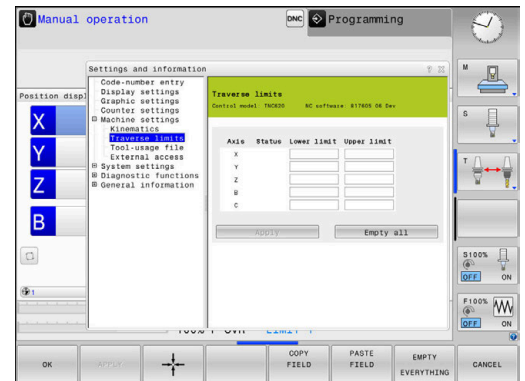 Manual operation
DNC
Programming
Settings and information
Code-number entry
Display settings
Graphic settings
Counter settings
Machine settings
Kinematics
Traverse limits
Tool-usage file
External access
System settings
Diagnostic functions
General information
Traverse limits
Control model: TNC620 NC software: 817605 06 Dev
Axis Status Lower limit Upper limit
X
Y
Z
B
C
Apply
Empty all
Position displ
X
Y
Z
B
1
M
S
T
S100%
OFF ON
F100%
OFF ON
OK
APPLY
COPY FIELD
PASTE FIELD
EMPTY EVERYTHING
CANCEL